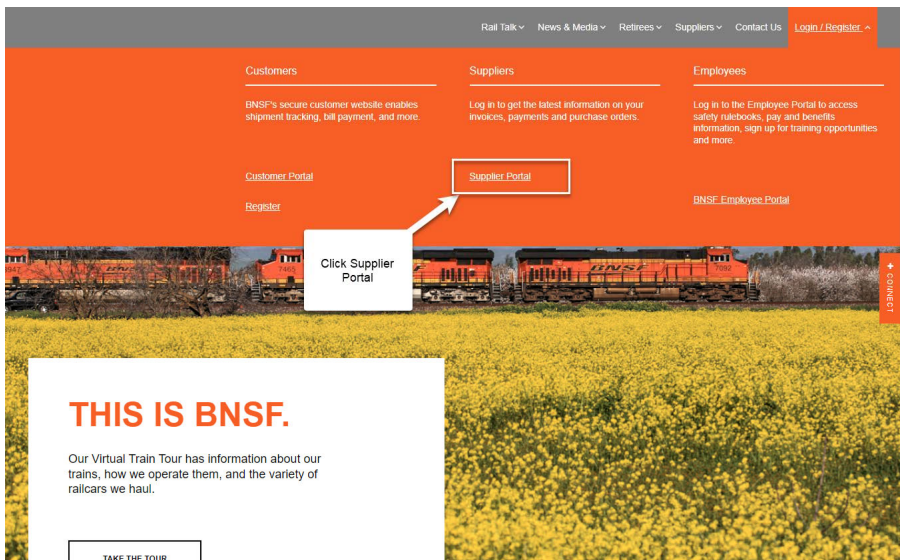 Rail Talk
News & Media
Retirees
Suppliers
Contact Us
Login / Register
Customers
BNSF's secure customer website enables
shipment tracking, bill payment, and more.
Customer Portal
Register
Suppliers
Log in to get the latest information on your
invoices, payments and purchase orders.
Supplier Portal
Employees
Log in to the Employee Portal to access
safety rulebooks, pay and benefits
information, sign up for training opportunities
and more.
BNSF Employee Portal
Click Supplier
Portal
7465
BNSF
7092
+ CONNECT
THIS IS BNSF.
Our Virtual Train Tour has information about our
trains, how we operate them, and the variety of
railcars we haul.
TAKE THE TOUR